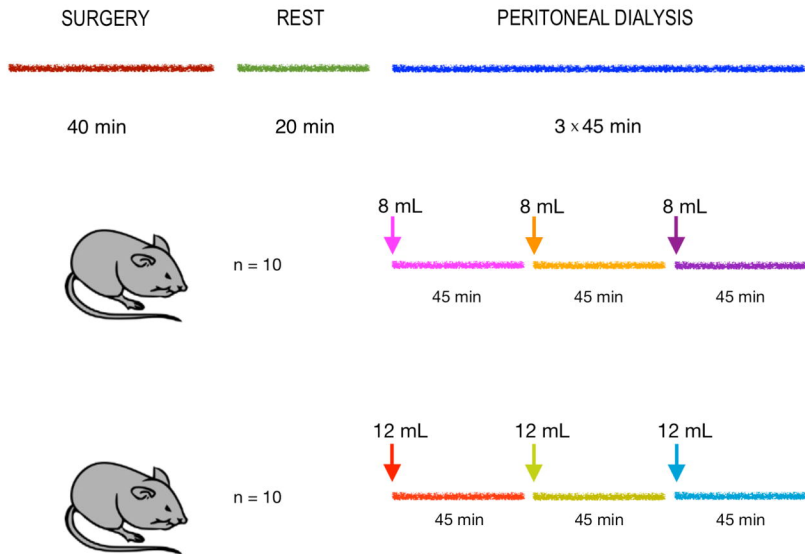 SURGERY REST PERITONEAL DIALYSIS
40 min 20 min 3 x 45 min
8 mL 8 mL 8 mL
n = 10
45 min 45 min 45 min
12 mL 12 mL 12 mL
n = 10
45 min 45 min 45 min